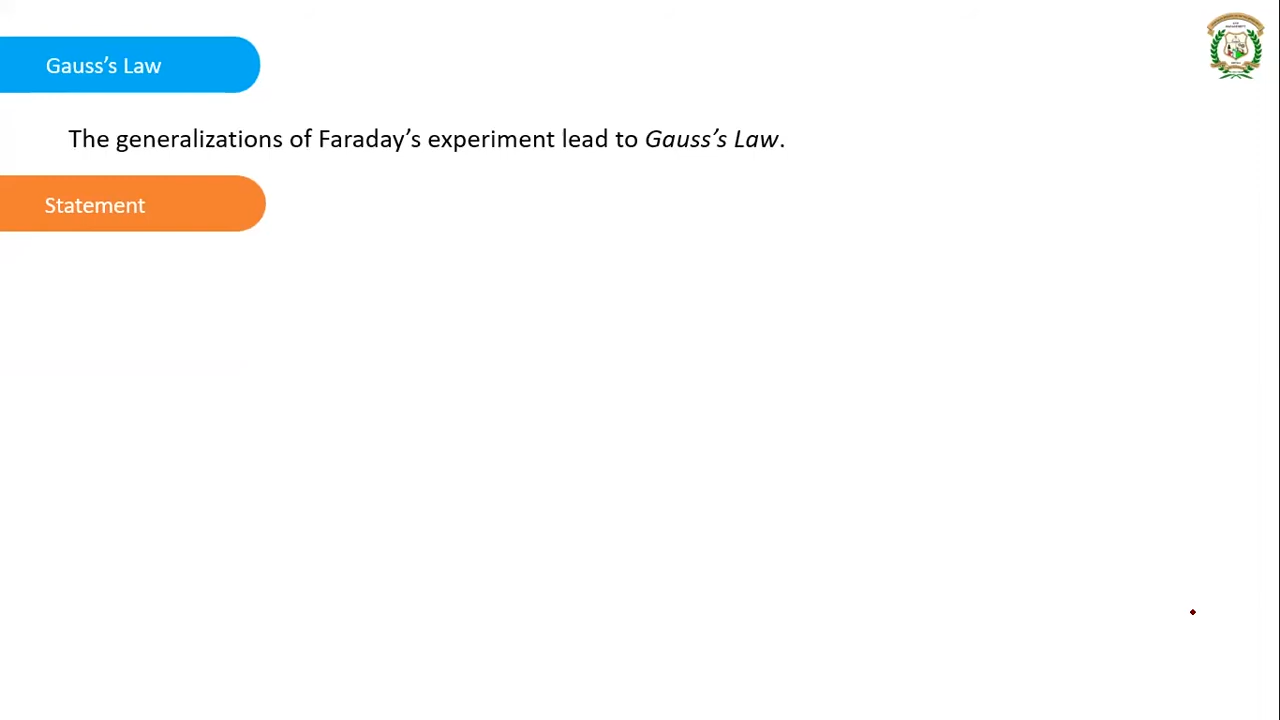 Gauss’s Law
The generalizations of Faraday’s experiment lead to Gauss’s Law.
Statement